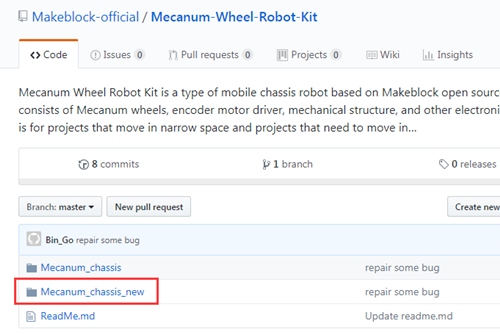 Makeblock-official / Mecanum-Wheel-Robot-Kit
Code Issues 0 Pull requests 0 Projects 0 Wiki Insights
Mecanum Wheel Robot Kit is a type of mobile chassis robot based on Makeblock open sourc
consists of Mecanum wheels, encoder motor driver, mechanical structure, and other electroni
is for projects that move in narrow space and projects that need to move in...
8 commits 1 branch 0 releases
Branch: master New pull request Create new
Bin_Go repair some bug
Mecanum_chassis repair some bug
Mecanum_chassis_new repair some bug
ReadMe.md Update readme.md